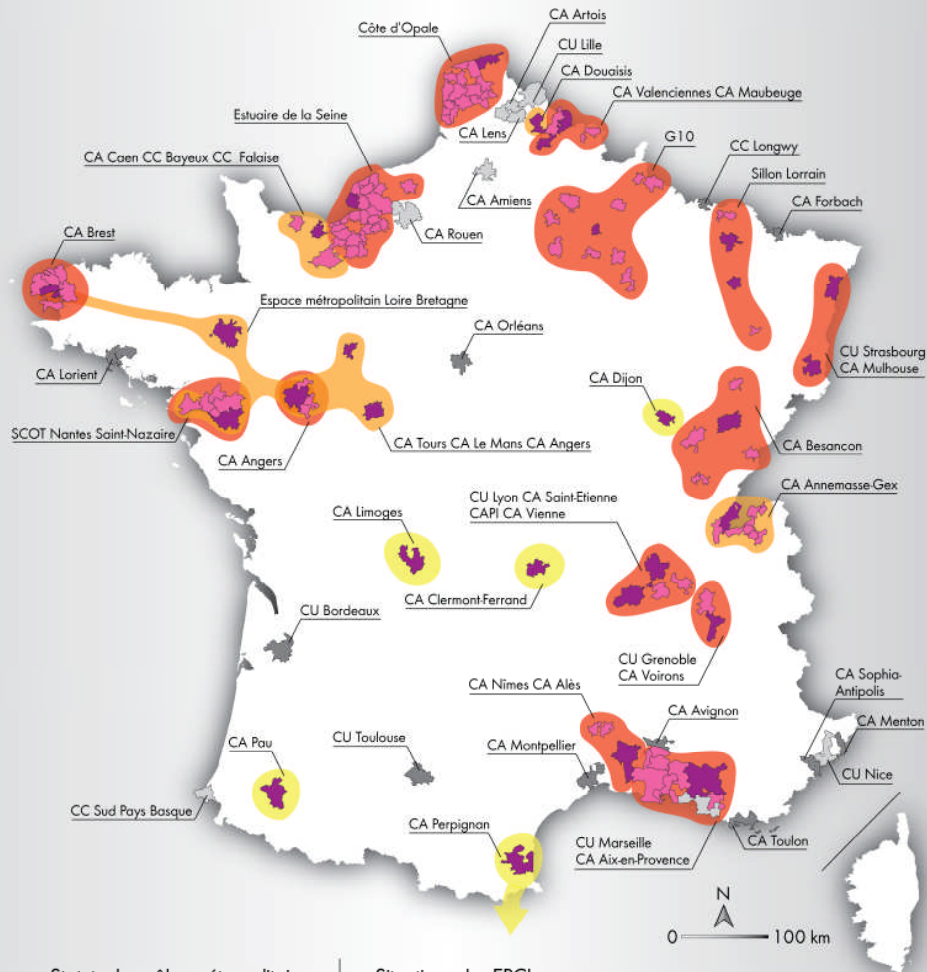 CA Artois
Côte d'Opale
CU Lille
CA Douaisis
CA Valenciennes CA Maubeuge
Estuaire de la Seine
CA Lens
G10
CC Longwy
CA Caen CC Bayeux CC Falaise
Sillon Lorrain
CA Amiens
CA Forbach
CA Brest
CA Rouen
Espace métropolitain Loire Bretagne
CA Orléans
CA Lorient
CU Strasbourg
CA Mulhouse
CA Dijon
SCOT Nantes Saint-Nazaire
CA Angers
CA Tours CA Le Mans CA Angers
CA Besançon
CA Annemasse-Gex
CU Lyon CA Saint-Etienne
CAPI CA Vienne
CA Limoges
CA Clermont-Ferrand
CU Bordeaux
CU Grenoble
CA Voirons
CA Sophia-
Antipolis
CA Nîmes CA Alès
CA Avignon
CA Menton
CA Pau
CU Toulouse
CA Montpellier
CU Nice
CC Sud Pays Basque
CA Perpignan
CU Marseille
CA Aix-en-Provence
CA Toulon
N
0 100 km